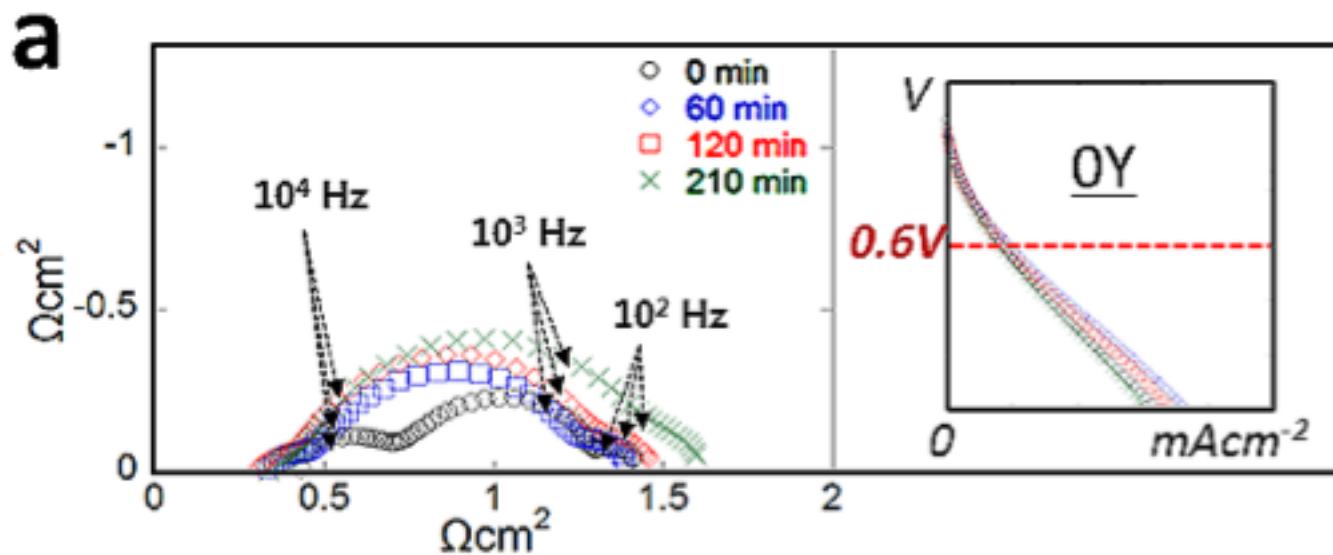 a
0 min
60 min
120 min
210 min
-1
-0.5
0
Ωcm²
10⁴ Hz
10³ Hz
10² Hz
0 0.5 1 1.5 2
Ωcm²
V
0Y
0.6V
0 mAcm⁻²